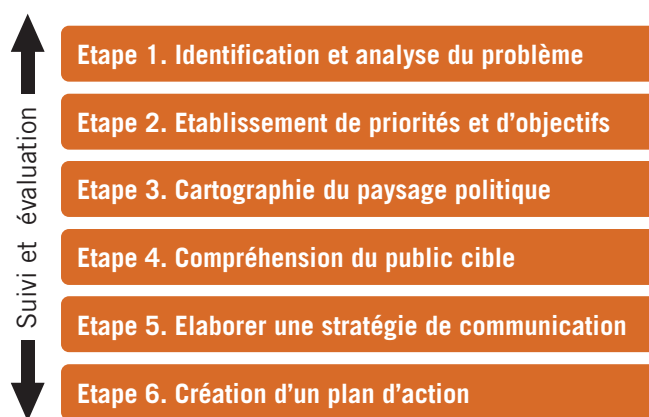 Suivi et évaluation
Etape 1. Identification et analyse du problème
Etape 2. Etablissement de priorités et d’objectifs
Etape 3. Cartographie du paysage politique
Etape 4. Compréhension du public cible
Etape 5. Elaborer une stratégie de communication
Etape 6. Création d’un plan d’action